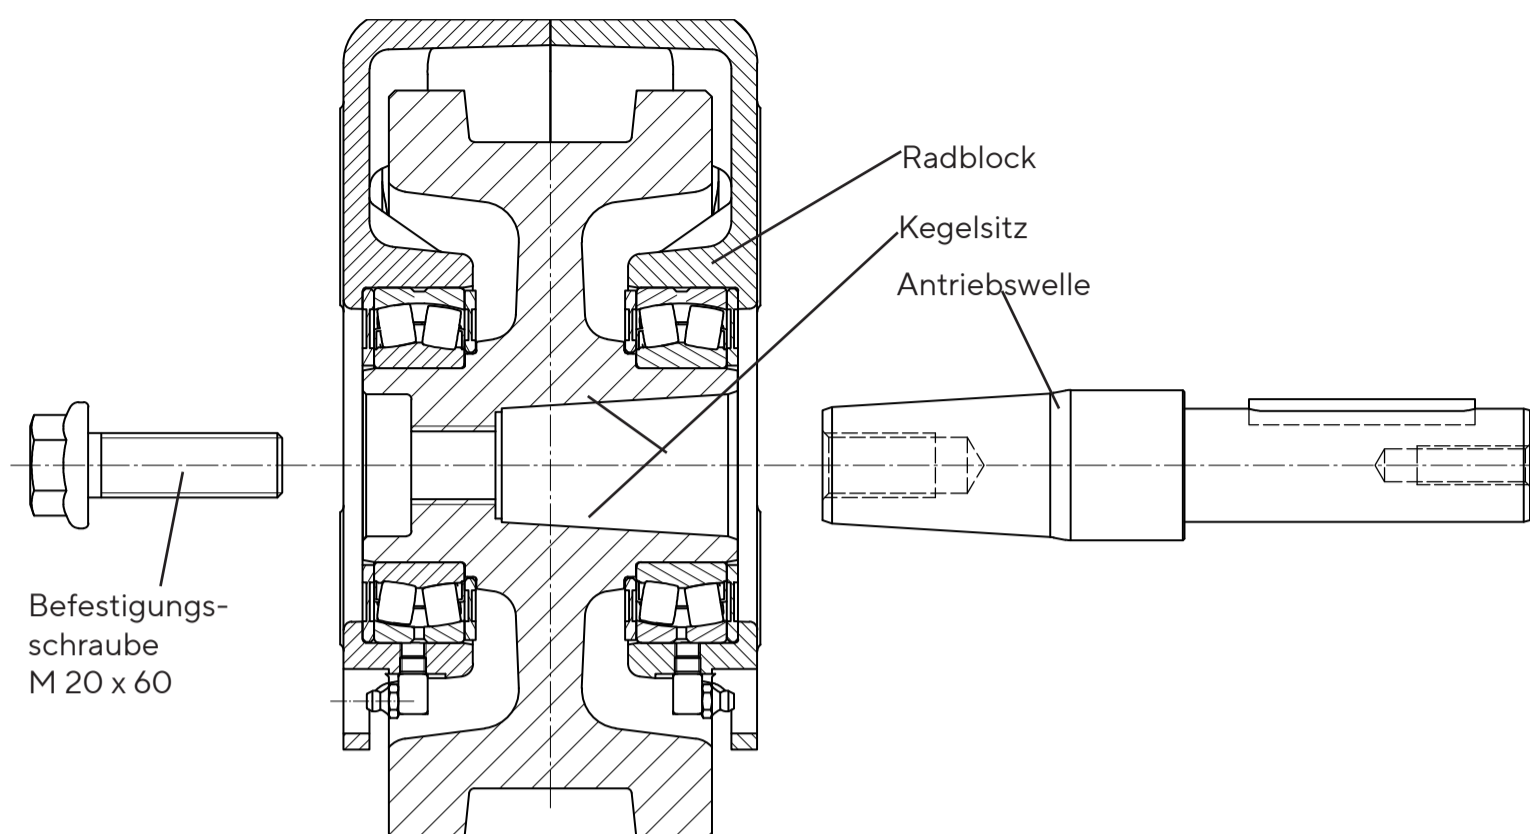 Radblock
Kegelsitz
Antriebswelle
Befestigungs-
schraube
M 20 x 60